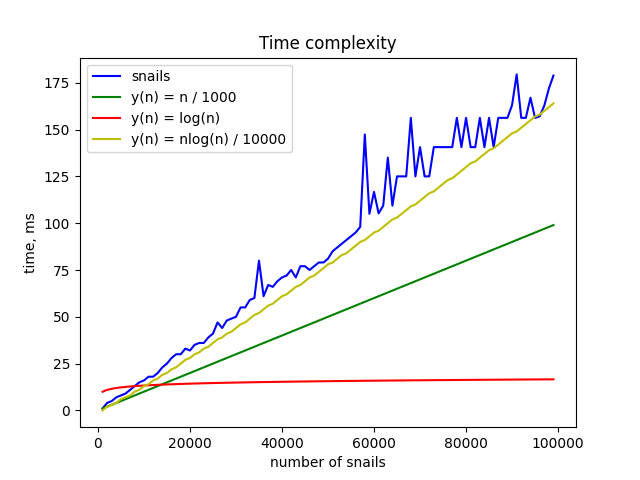 Time complexity
snails
y(n) = n / 1000
y(n) = log(n)
y(n) = nlog(n) / 10000
175
150
125
100
75
50
25
0
time, ms
0 20000 40000 60000 80000 100000
number of snails